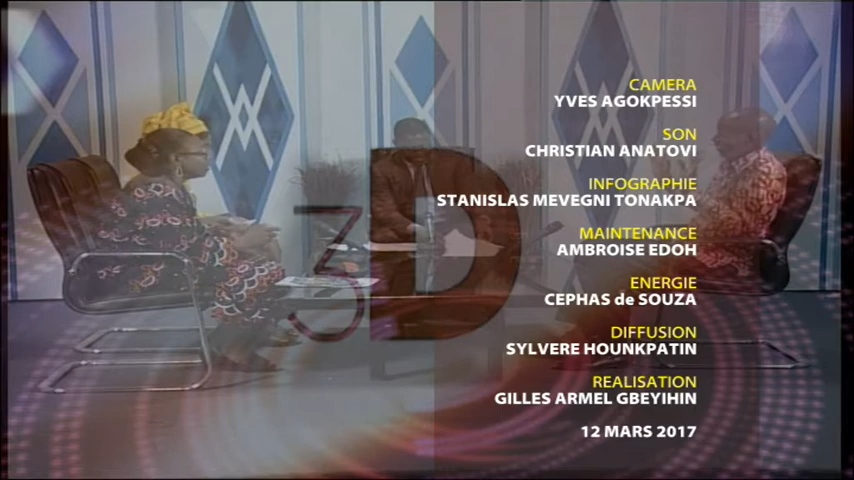 3D
CAMERA
YVES AGOKPESSI
SON
CHRISTIAN ANATOVI
INFOGRAPHIE
STANISLAS MEVEGNI TONAKPA
MAINTENANCE
AMBROISE EDOH
ENERGIE
CEPHAS de SOUZA
DIFFUSION
SYLVERE HOUNKPATIN
REALISATION
GILLES ARMEL GBEYIHIN
12 MARS 2017